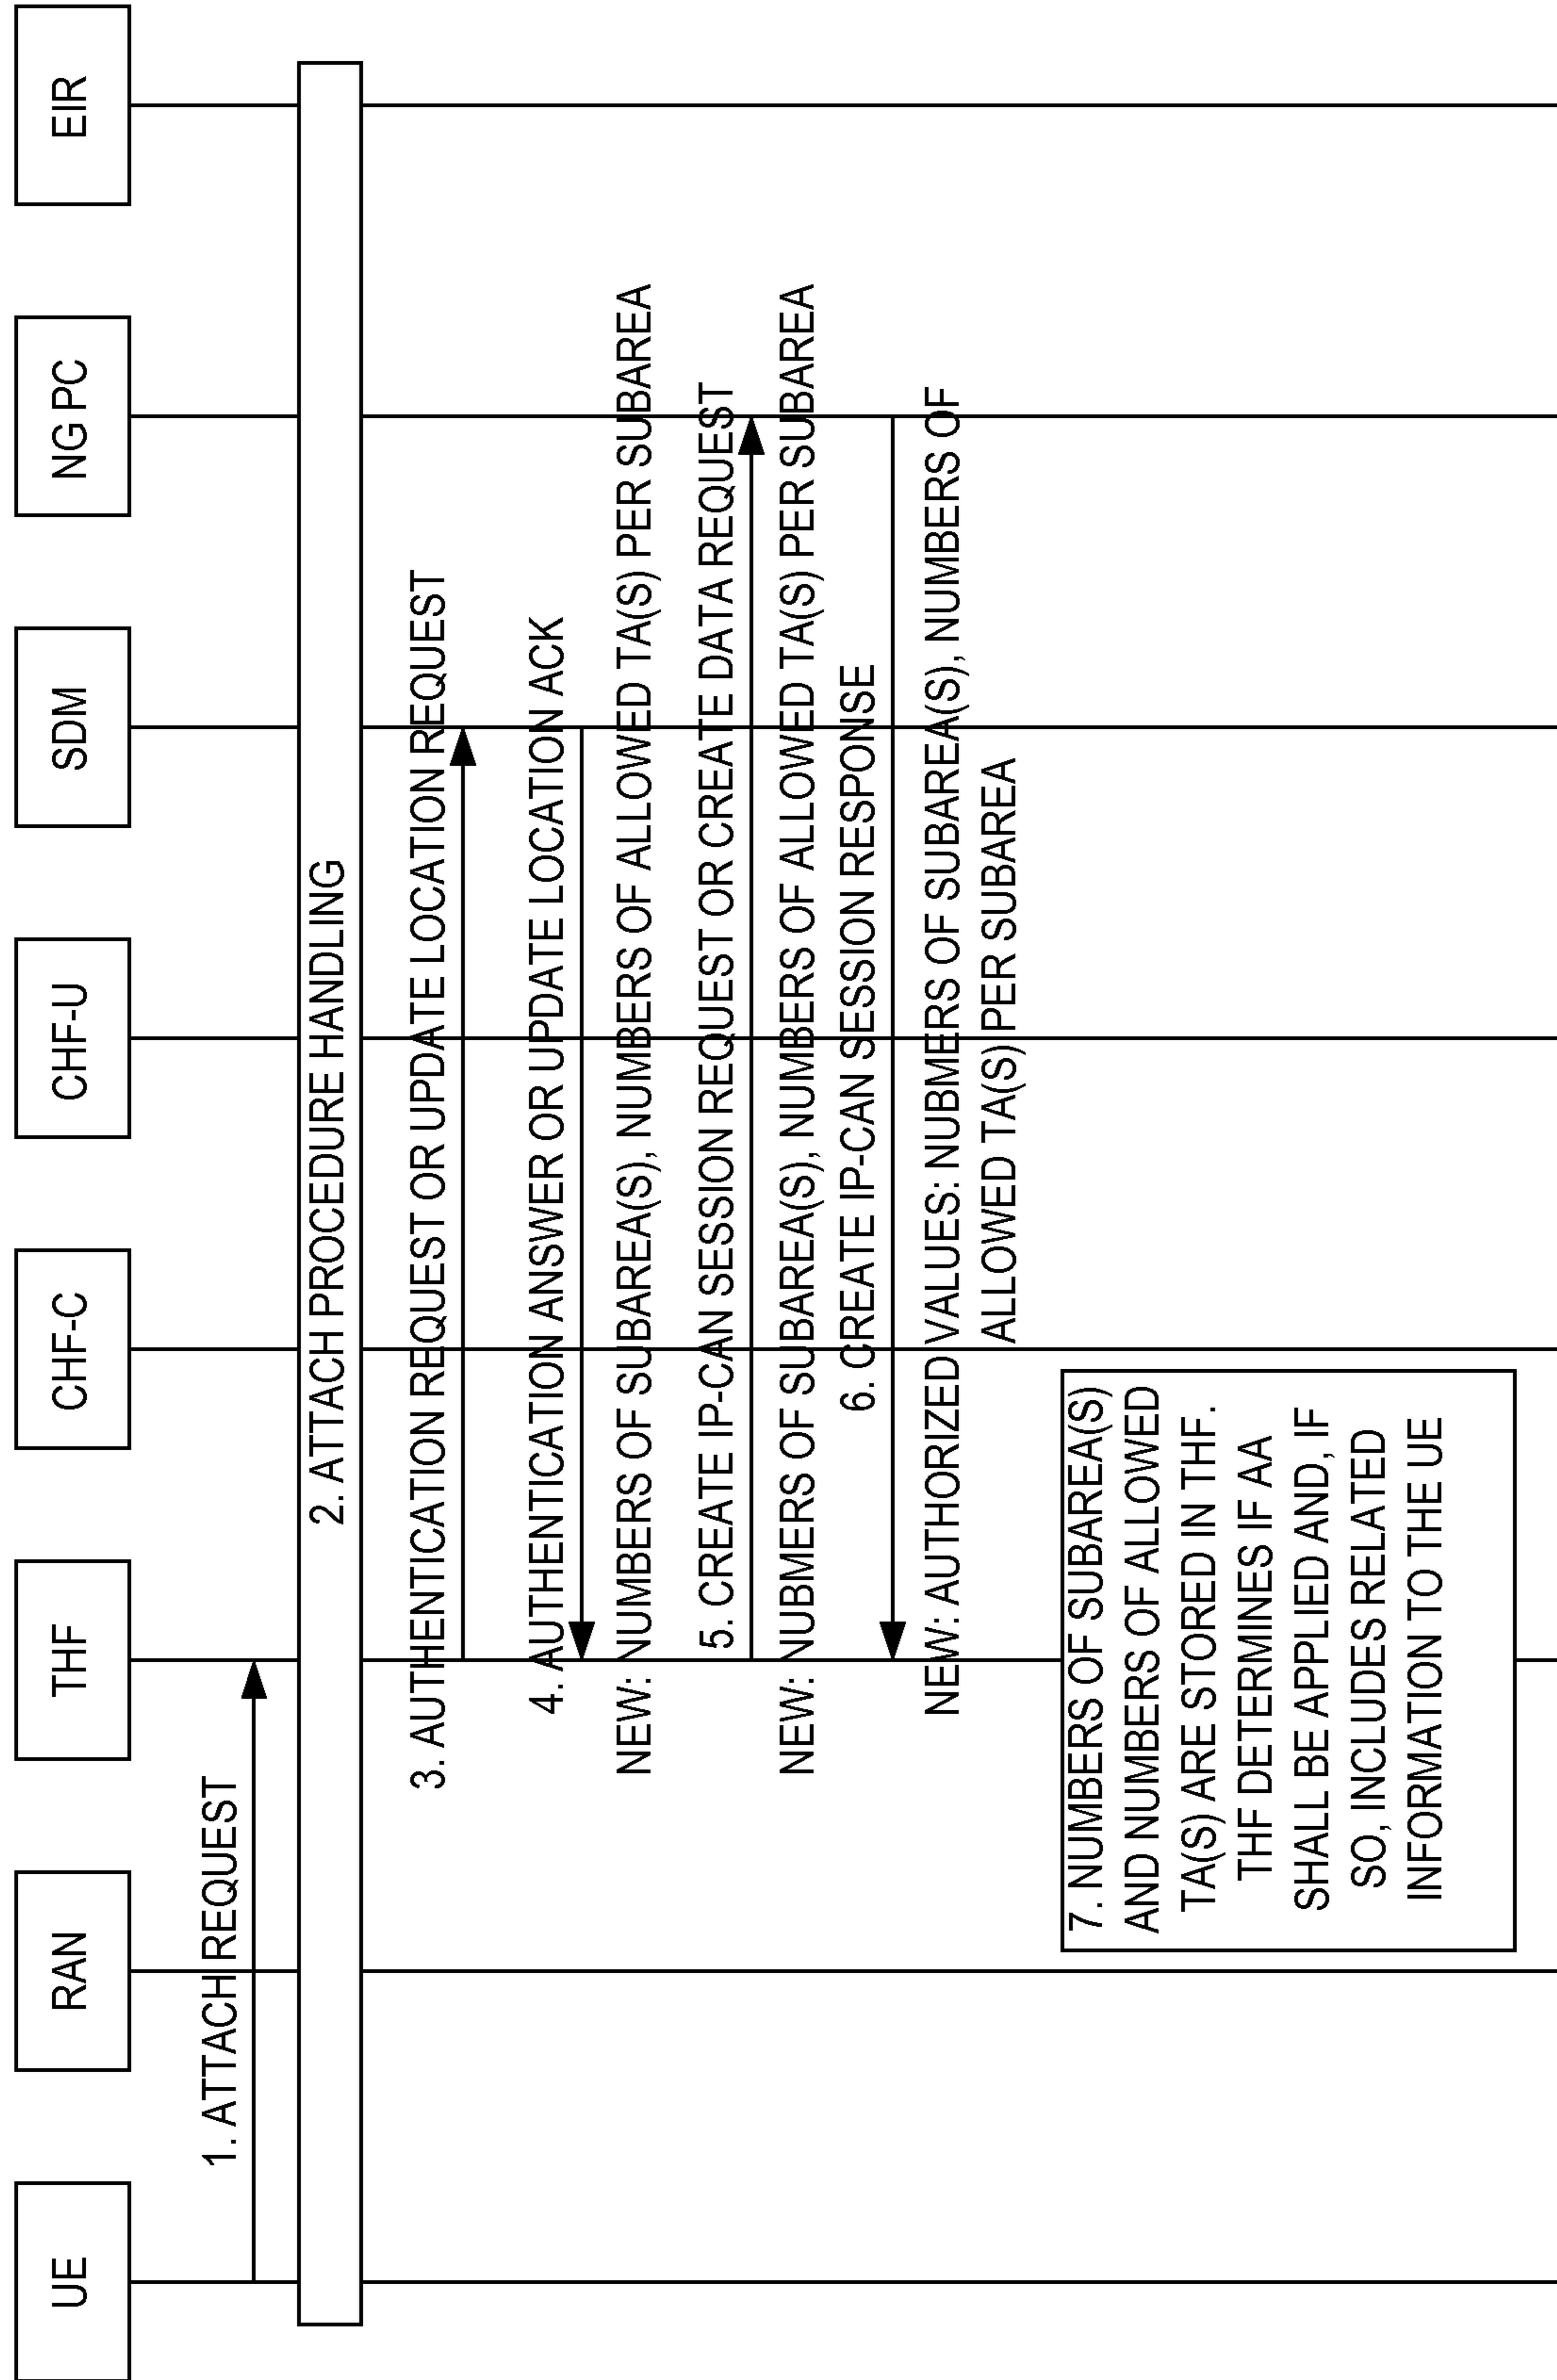 UE
RAN
THF
CHF-C
CHF-U
SDM
NG PC
EIR
1. ATTACH REQUEST
2. ATTACH PROCEDURE HANDLING
3. AUTHENTICATION REQUEST OR UPDATE LOCATION REQUEST
4. AUTHENTICATION ANSWER OR UPDATE LOCATION ACK
NEW: NUMBERS OF SUBAREA(S), NUMBERS OF ALLOWED TA(S) PER SUBAREA
5. CREATE IP-CAN SESSION REQUEST OR CREATE DATA REQUEST
NEW: NUBMERS OF SUBAREA(S), NUMBERS OF ALLOWED TA(S) PER SUBAREA
6. CREATE IP-CAN SESSION RESPONSE
NEW: AUTHORIZED VALUES: NUBMERS OF SUBAREA(S), NUMBERS OF
ALLOWED TA(S) PER SUBAREA
7. NUMBERS OF SUBAREA(S)
AND NUMBERS OF ALLOWED
TA(S) ARE STORED IN THF.
THF DETERMINES IF AA
SHALL BE APPLIED AND, IF
SO, INCLUDES RELATED
INFORMATION TO THE UE